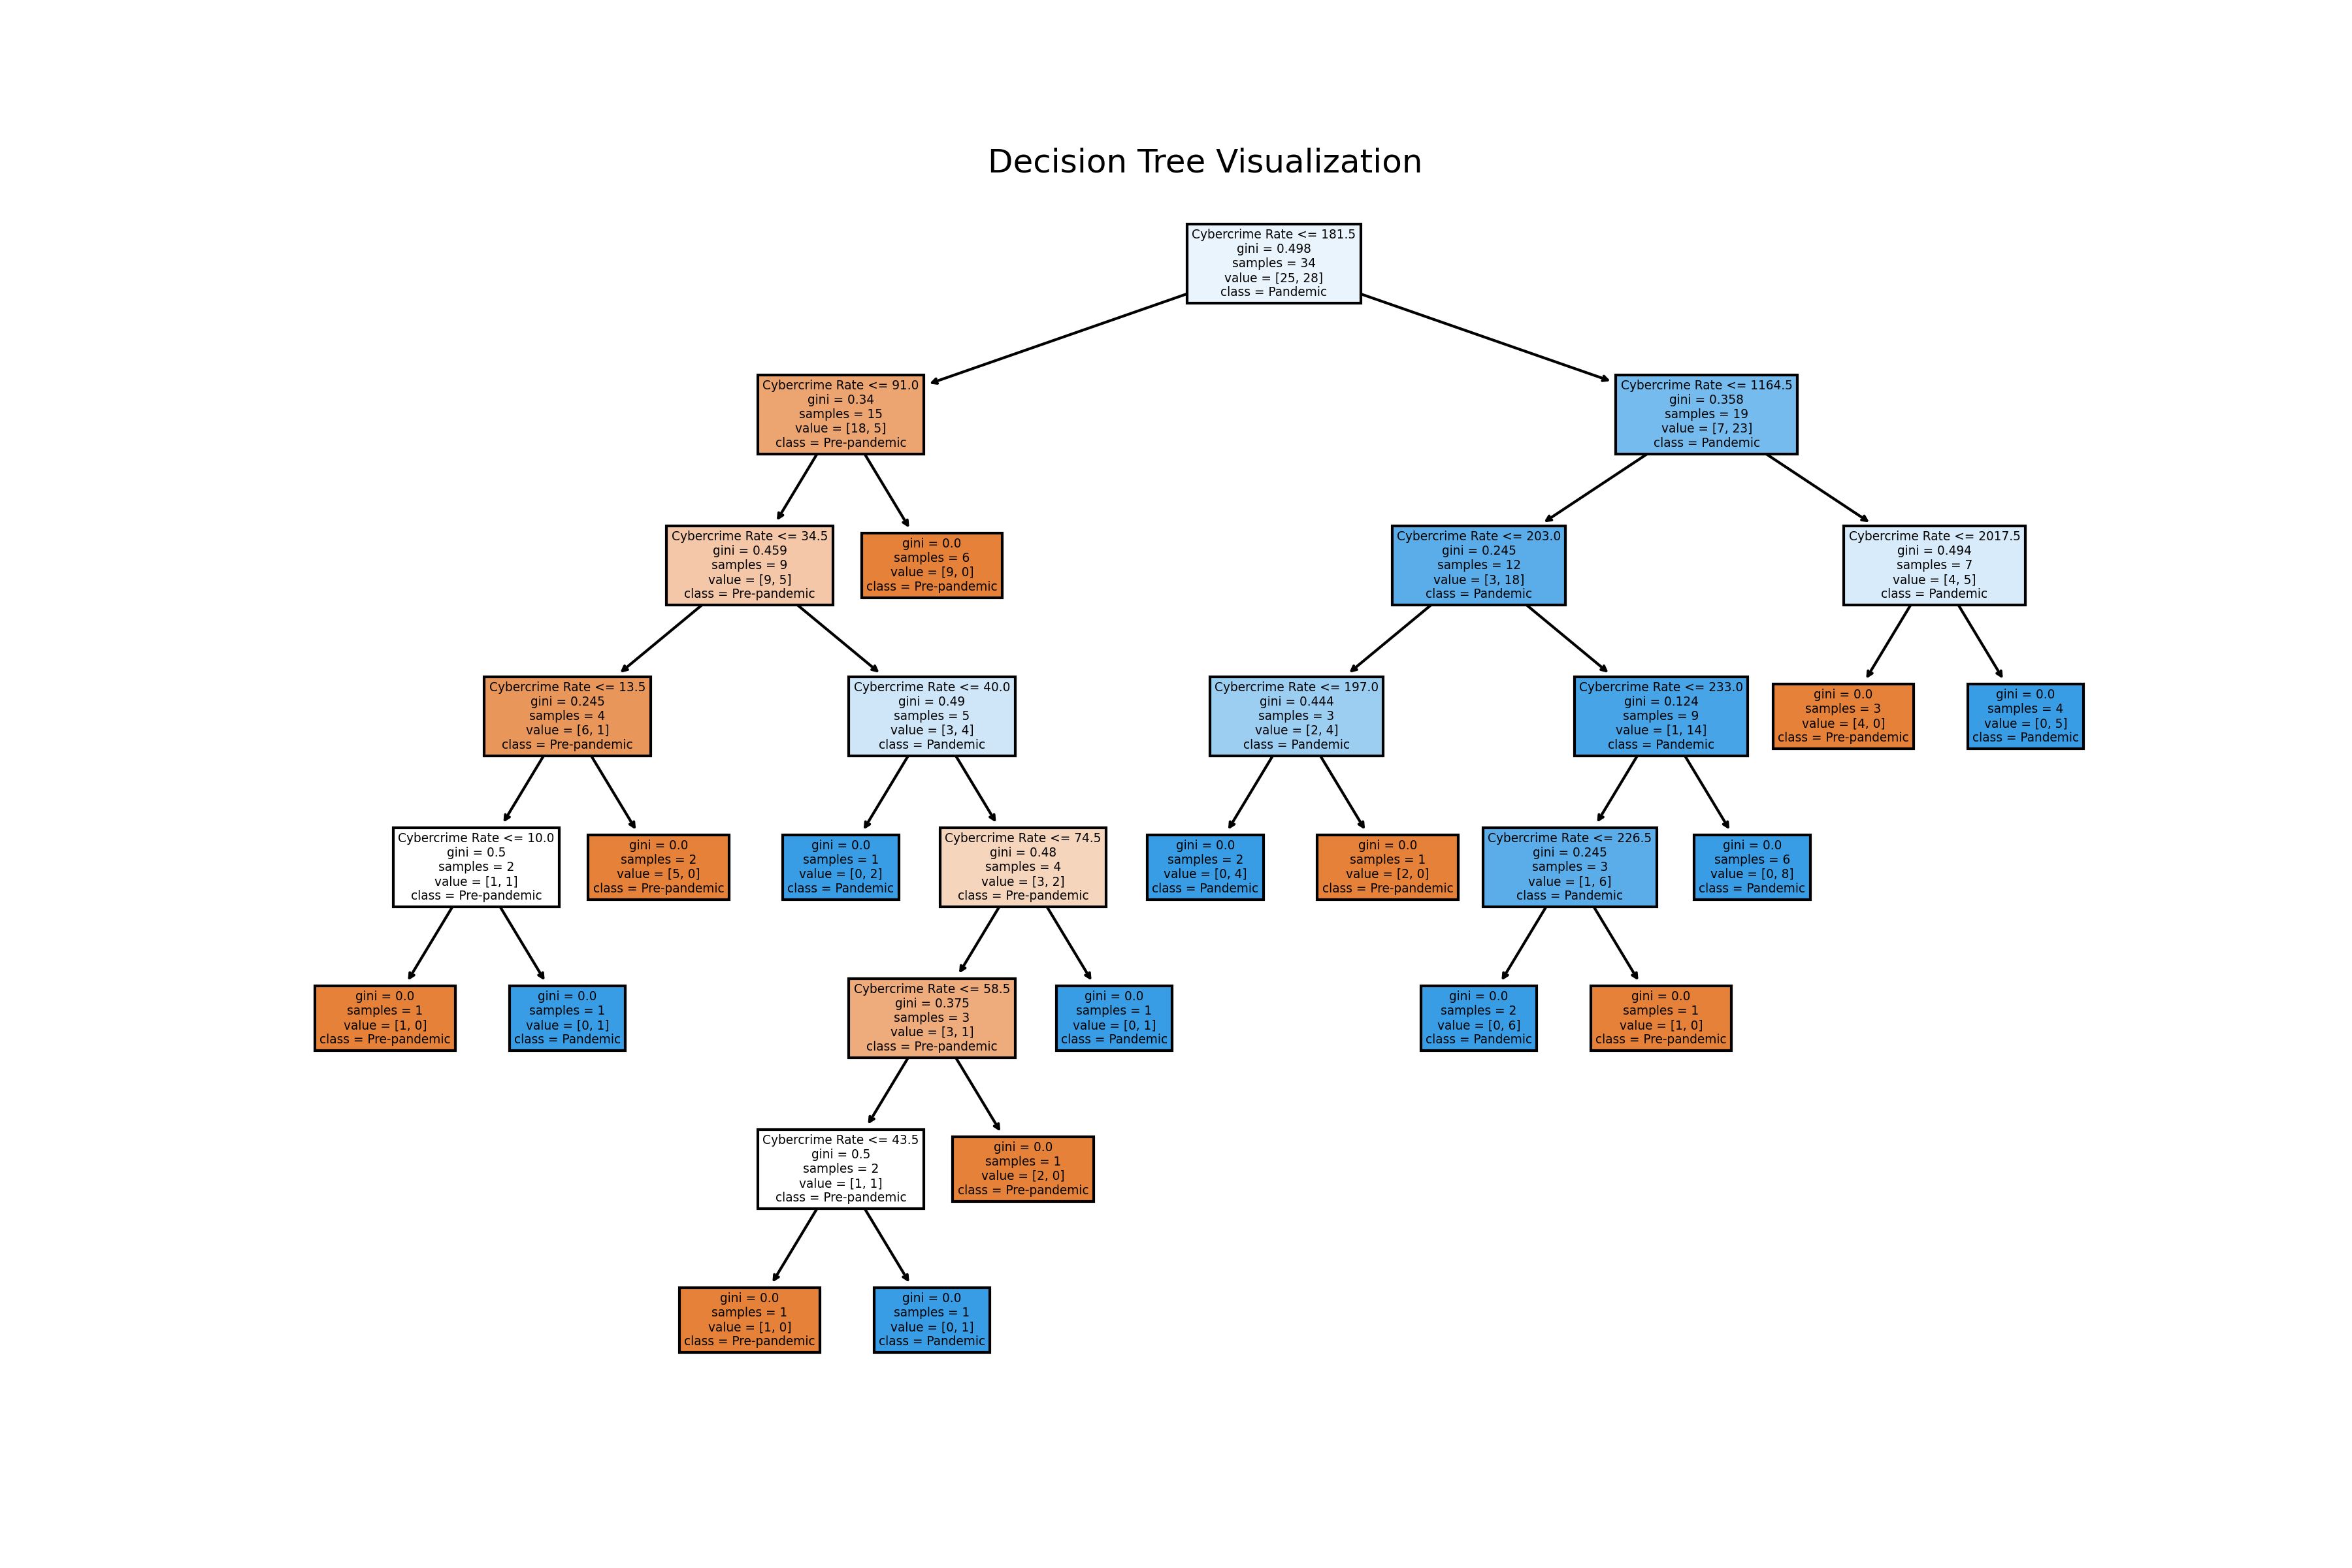 Decision Tree Visualization
Cybercrime Rate <= 181.5
gini = 0.498
samples = 34
value = [25, 28]
class = Pandemic
Cybercrime Rate <= 91.0
gini = 0.34
samples = 15
value = [18, 5]
class = Pre-pandemic
Cybercrime Rate <= 1164.5
gini = 0.358
samples = 19
value = [7, 23]
class = Pandemic
Cybercrime Rate <= 34.5
gini = 0.459
samples = 9
value = [9, 5]
class = Pre-pandemic
gini = 0.0
samples = 6
value = [9, 0]
class = Pre-pandemic
Cybercrime Rate <= 203.0
gini = 0.245
samples = 12
value = [3, 18]
class = Pandemic
Cybercrime Rate <= 2017.5
gini = 0.494
samples = 7
value = [4, 5]
class = Pandemic
Cybercrime Rate <= 13.5
gini = 0.245
samples = 4
value = [6, 1]
class = Pre-pandemic
Cybercrime Rate <= 40.0
gini = 0.49
samples = 5
value = [3, 4]
class = Pandemic
Cybercrime Rate <= 197.0
gini = 0.444
samples = 3
value = [2, 4]
class = Pandemic
Cybercrime Rate <= 233.0
gini = 0.124
samples = 9
value = [1, 14]
class = Pandemic
gini = 0.0
samples = 3
value = [4, 0]
class = Pre-pandemic
gini = 0.0
samples = 4
value = [0, 5]
class = Pandemic
Cybercrime Rate <= 10.0
gini = 0.5
samples = 2
value = [1, 1]
class = Pre-pandemic
gini = 0.0
samples = 2
value = [5, 0]
class = Pre-pandemic
gini = 0.0
samples = 1
value = [0, 2]
class = Pandemic
Cybercrime Rate <= 74.5
gini = 0.48
samples = 4
value = [3, 2]
class = Pre-pandemic
gini = 0.0
samples = 2
value = [0, 4]
class = Pandemic
gini = 0.0
samples = 1
value = [2, 0]
class = Pre-pandemic
Cybercrime Rate <= 226.5
gini = 0.245
samples = 3
value = [1, 6]
class = Pandemic
gini = 0.0
samples = 6
value = [0, 8]
class = Pandemic
gini = 0.0
samples = 1
value = [1, 0]
class = Pre-pandemic
gini = 0.0
samples = 1
value = [0, 1]
class = Pandemic
Cybercrime Rate <= 58.5
gini = 0.375
samples = 3
value = [3, 1]
class = Pre-pandemic
gini = 0.0
samples = 1
value = [0, 1]
class = Pandemic
gini = 0.0
samples = 2
value = [0, 6]
class = Pandemic
gini = 0.0
samples = 1
value = [1, 0]
class = Pre-pandemic
Cybercrime Rate <= 43.5
gini = 0.5
samples = 2
value = [1, 1]
class = Pre-pandemic
gini = 0.0
samples = 1
value = [2, 0]
class = Pre-pandemic
gini = 0.0
samples = 1
value = [1, 0]
class = Pre-pandemic
gini = 0.0
samples = 1
value = [0, 1]
class = Pandemic